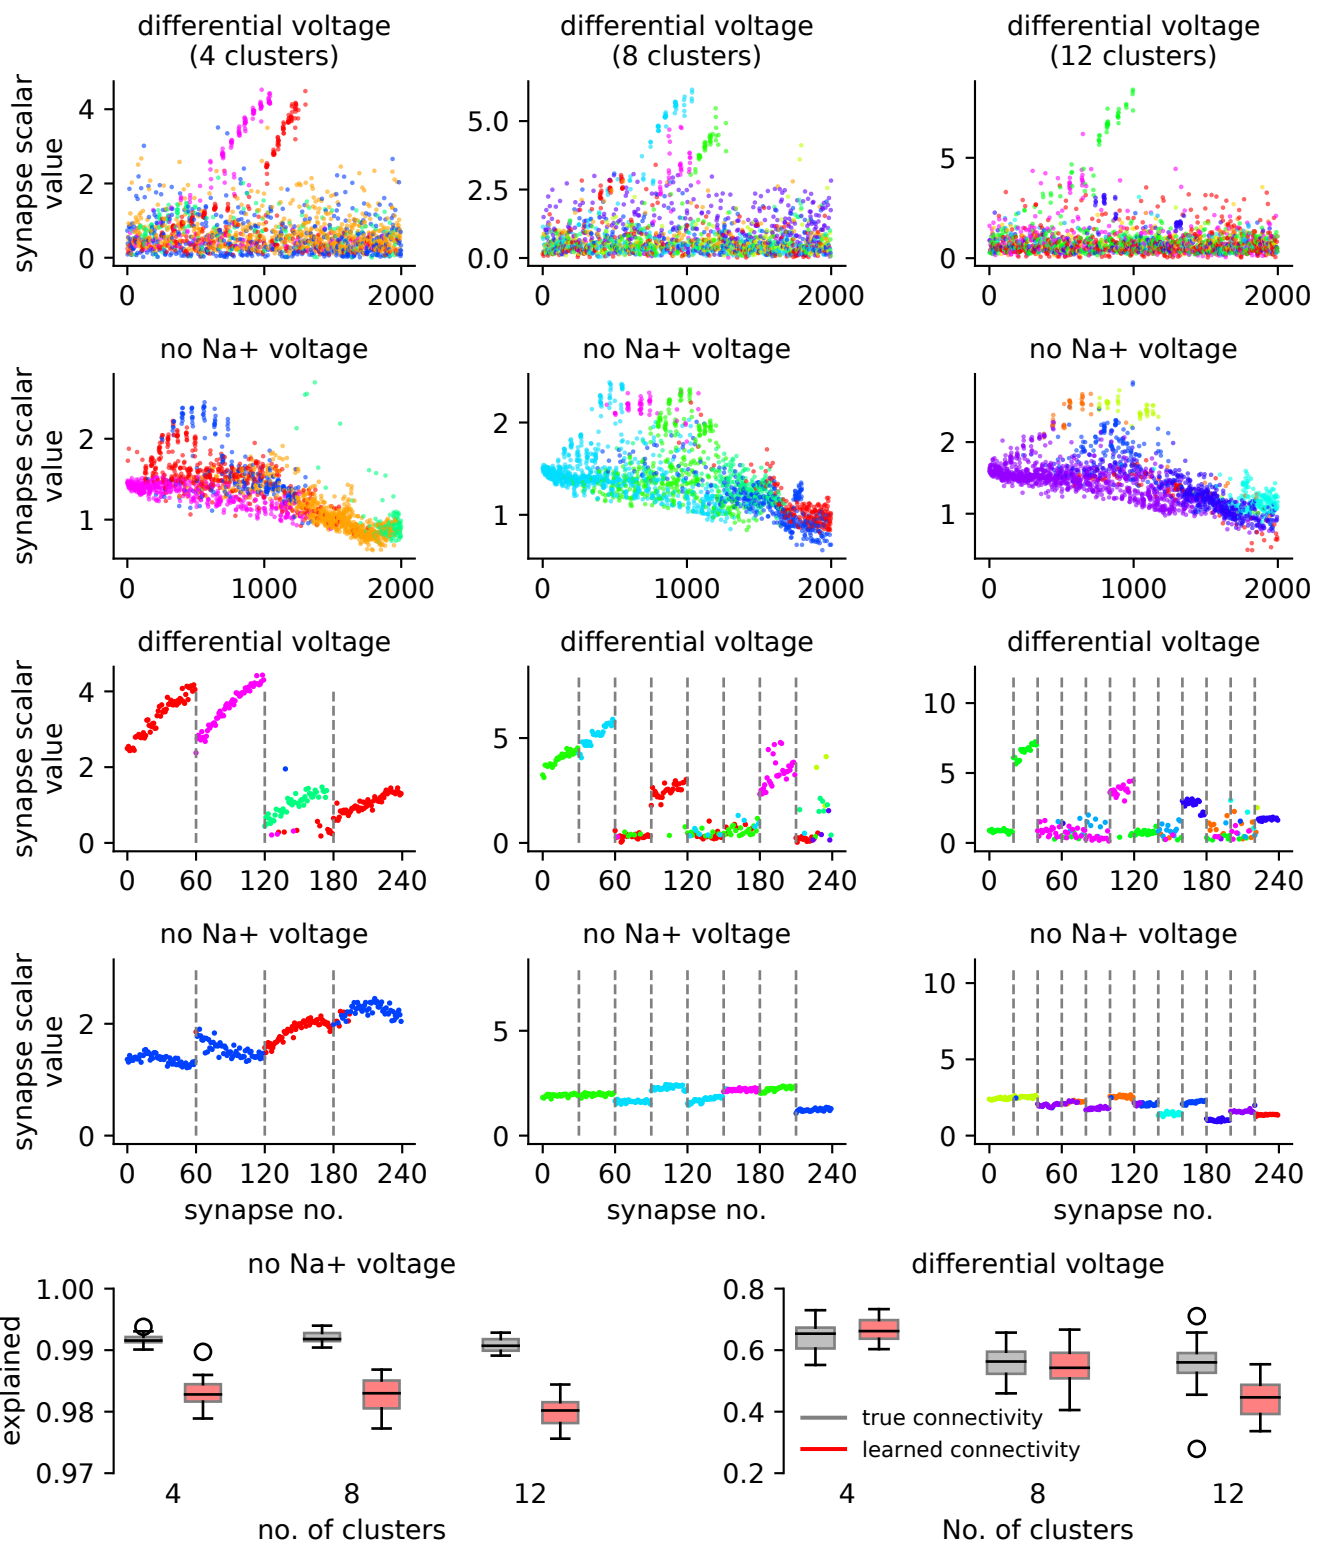 differential voltage
(4 clusters)
differential voltage
(8 clusters)
differential voltage
(12 clusters)
synapse scalar
value
4
2
0
5.0
2.5
0.0
5
0
0 1000 2000
0 1000 2000
0 1000 2000
no Na+ voltage
no Na+ voltage
no Na+ voltage
synapse scalar
value
2
1
2
1
2
1
0 1000 2000
0 1000 2000
0 1000 2000
differential voltage
differential voltage
differential voltage
synapse scalar
value
4
2
0
5
0
10
5
0
0 60 120 180 240
0 60 120 180 240
0 60 120 180 240
no Na+ voltage
no Na+ voltage
no Na+ voltage
synapse scalar
value
2
0
5
0
10
5
0
0 60 120 180 240
0 60 120 180 240
0 60 120 180 240
synapse no.
synapse no.
synapse no.
no Na+ voltage
explained
1.00
0.99
0.98
0.97
4 8 12
no. of clusters
differential voltage
0.8
0.6
0.4
0.2
true connectivity
learned connectivity
4 8 12
No. of clusters